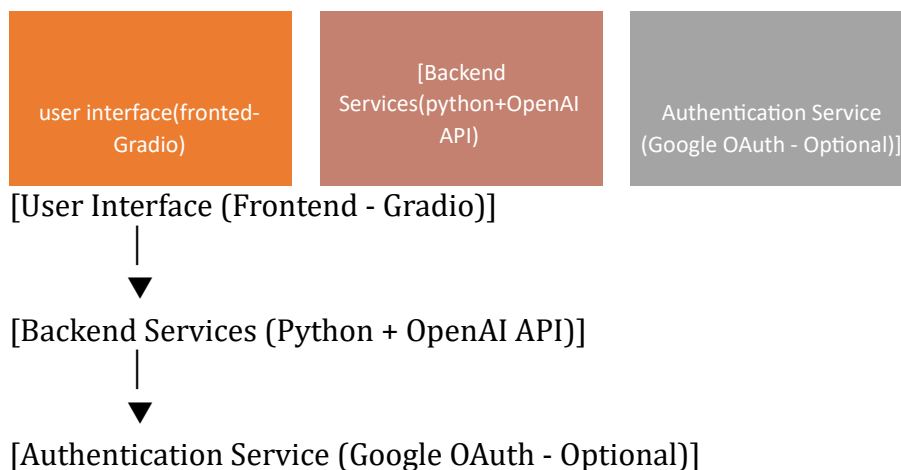 user interface(fronted-
Gradio)
[Backend
Services(python+OpenAI
API)
Authentication Service
(Google OAuth - Optional)]
[User Interface (Frontend - Gradio)]
[Backend Services (Python + OpenAI API)]
[Authentication Service (Google OAuth - Optional)]